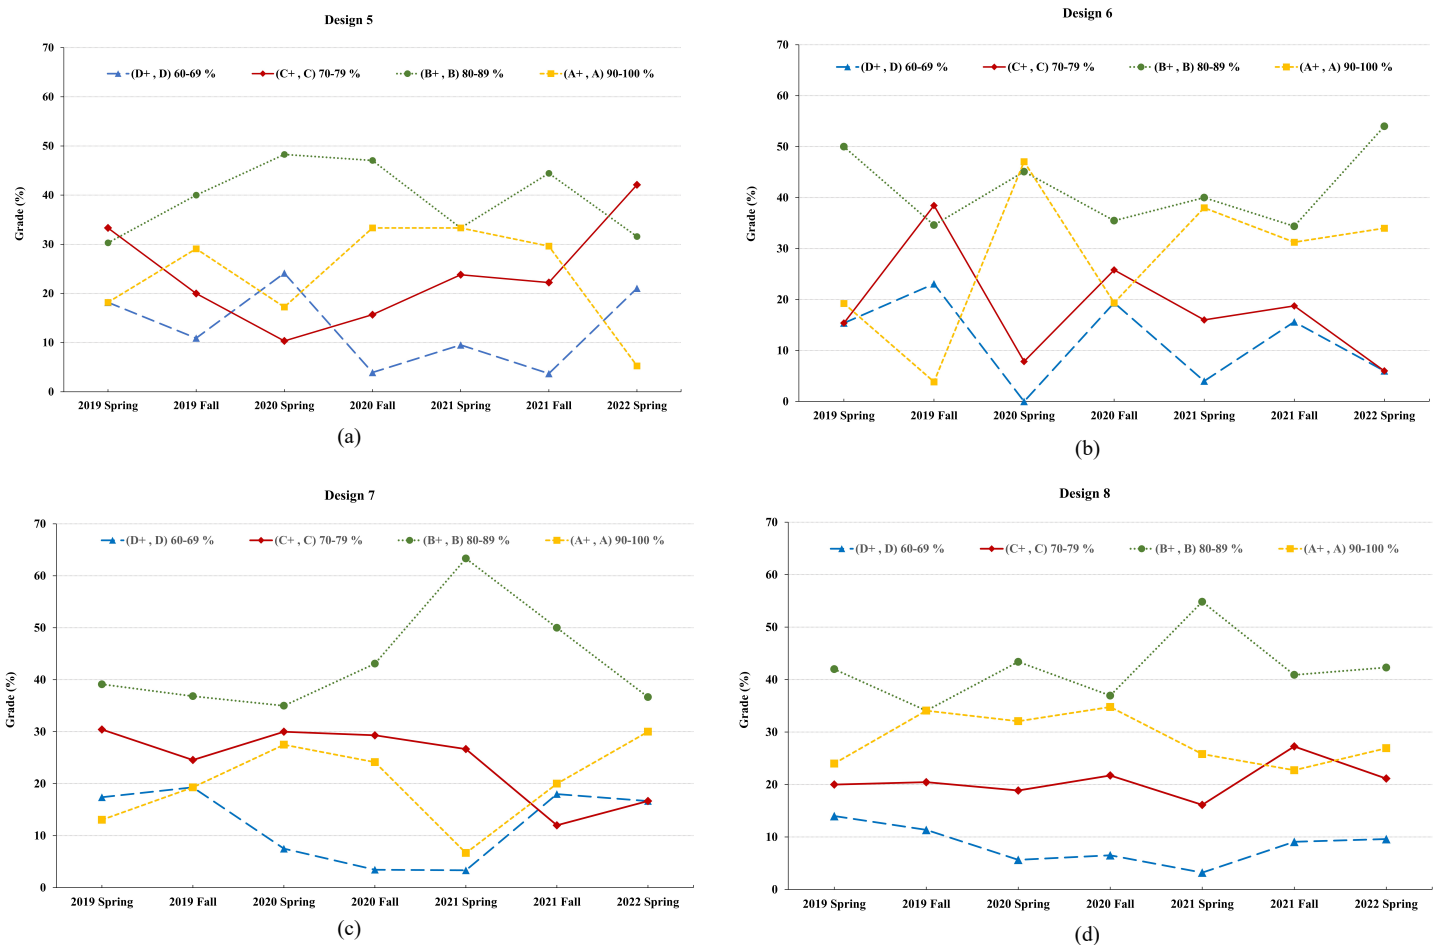 Design 5
70
60
50
40
30
20
10
0
Grade (%)
(D+ , D) 60-69 %
(C+ , C) 70-79 %
(B+ , B) 80-89 %
(A+ , A) 90-100 %
2019 Spring
2019 Fall
2020 Spring
2020 Fall
2021 Spring
2021 Fall
2022 Spring
(a)
Design 6
70
60
50
40
30
20
10
0
Grade (%)
(D+ , D) 60-69 %
(C+ , C) 70-79 %
(B+ , B) 80-89 %
(A+ , A) 90-100 %
2019 Spring
2019 Fall
2020 Spring
2020 Fall
2021 Spring
2021 Fall
2022 Spring
(b)
Design 7
70
60
50
40
30
20
10
0
Grade (%)
(D+ , D) 60-69 %
(C+ , C) 70-79 %
(B+ , B) 80-89 %
(A+ , A) 90-100 %
2019 Spring
2019 Fall
2020 Spring
2020 Fall
2021 Spring
2021 Fall
2022 Spring
(c)
Design 8
70
60
50
40
30
20
10
0
Grade (%)
(D+ , D) 60-69 %
(C+ , C) 70-79 %
(B+ , B) 80-89 %
(A+ , A) 90-100 %
2019 Spring
2019 Fall
2020 Spring
2020 Fall
2021 Spring
2021 Fall
2022 Spring
(d)